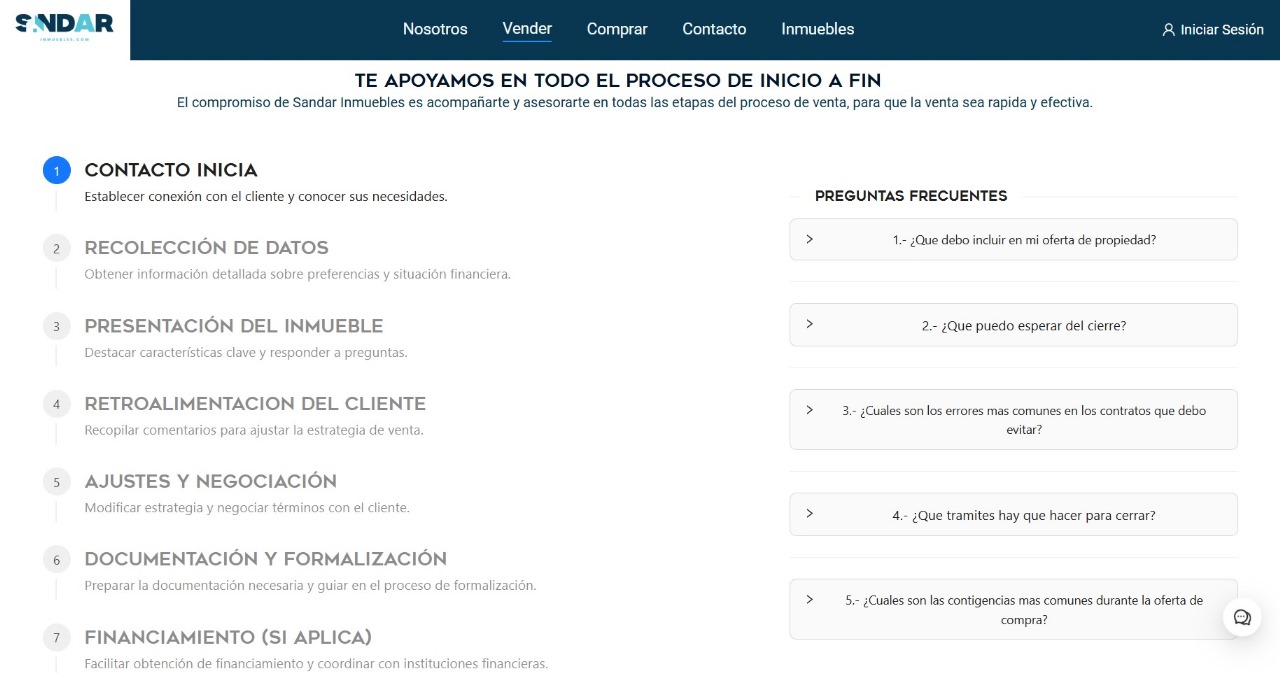 SANDAR
INMUEBLES.COM
Nosotros
Vender
Comprar
Contacto
Inmuebles
Iniciar Sesión
TE APOYAMOS EN TODO EL PROCESO DE INICIO A FIN
El compromiso de Sandar Inmuebles es acompañarte y asesorarte en todas las etapas del proceso de venta, para que la venta sea rapida y efectiva.
1
CONTACTO INICIA
Establecer conexión con el cliente y conocer sus necesidades.
2
RECOLECCIÓN DE DATOS
Obtener información detallada sobre preferencias y situación financiera.
3
PRESENTACIÓN DEL INMUEBLE
Destacar características clave y responder a preguntas.
4
RETROALIMENTACION DEL CLIENTE
Recopilar comentarios para ajustar la estrategia de venta.
5
AJUSTES Y NEGOCIACIÓN
Modificar estrategia y negociar términos con el cliente.
6
DOCUMENTACIÓN Y FORMALIZACIÓN
Preparar la documentación necesaria y guiar en el proceso de formalización.
7
FINANCIAMIENTO (SI APLICA)
Facilitar obtención de financiamiento y coordinar con instituciones financieras.
PREGUNTAS FRECUENTES
1.- ¿Que debo incluir en mi oferta de propiedad?
2.- ¿Que puedo esperar del cierre?
3.- ¿Cuales son los errores mas comunes en los contratos que debo
evitar?
4.- ¿Que tramites hay que hacer para cerrar?
5.- ¿Cuales son las contigencias mas comunes durante la oferta de
compra?